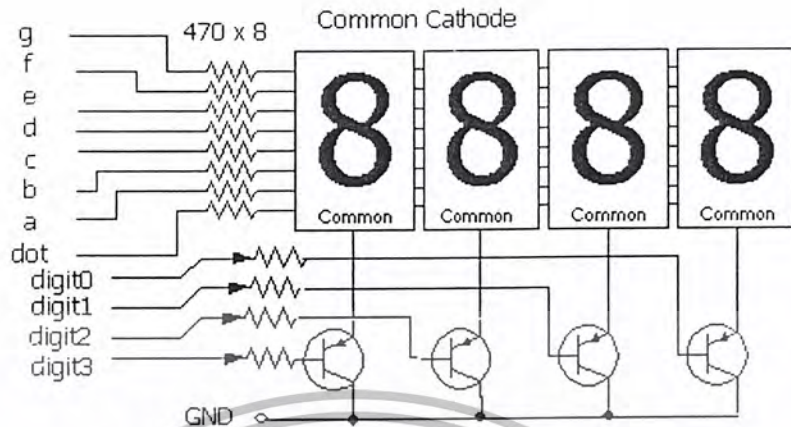 Common Cathode
470 x 8
g
f
e
d
c
b
a
dot
8 8 8 8
Common Common Common Common
digit0
digit1
digit2
digit3
GND